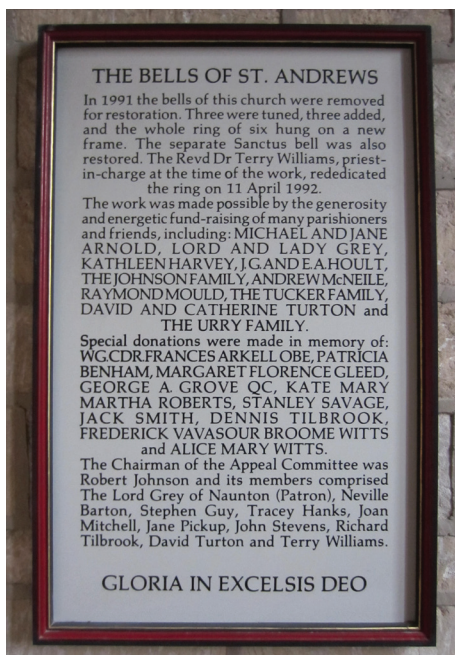 THE BELLS OF ST. ANDREWS
In 1991 the bells of this church were removed
for restoration. Three were tuned, three added,
and the whole ring of six hung on a new
frame. The separate Sanctus bell was also
restored. The Revd Dr Terry Williams, priest-
in-charge at the time of the work, rededicated
the ring on 11 April 1992.
The work was made possible by the generosity
and energetic fund-raising of many parishioners
and friends, including: MICHAEL AND JANE
ARNOLD, LORD AND LADY GREY,
KATHLEEN HARVEY, J.G. AND E.A. HOULT,
THE JOHNSON FAMILY, ANDREW McNEILE,
RAYMOND MOULD, THE TUCKER FAMILY,
DAVID AND CATHERINE TURTON and
THE URRY FAMILY.
Special donations were made in memory of:
WG.CDR.FRANCES ARKELL OBE, PATRICIA
BENHAM, MARGARET FLORENCE GLEED,
GEORGE A. GROVE QC, KATE MARY
MARTHA ROBERTS, STANLEY SAVAGE,
JACK SMITH, DENNIS TILBROOK,
FREDERICK VAVASOUR BROOME WITTS
and ALICE MARY WITTS.
The Chairman of the Appeal Committee was
Robert Johnson and its members comprised
The Lord Grey of Naunton (Patron), Neville
Barton, Stephen Guy, Tracey Hanks, Joan
Mitchell, Jane Pickup, John Stevens, Richard
Tilbrook, David Turton and Terry Williams.
GLORIA IN EXCELSIS DEO